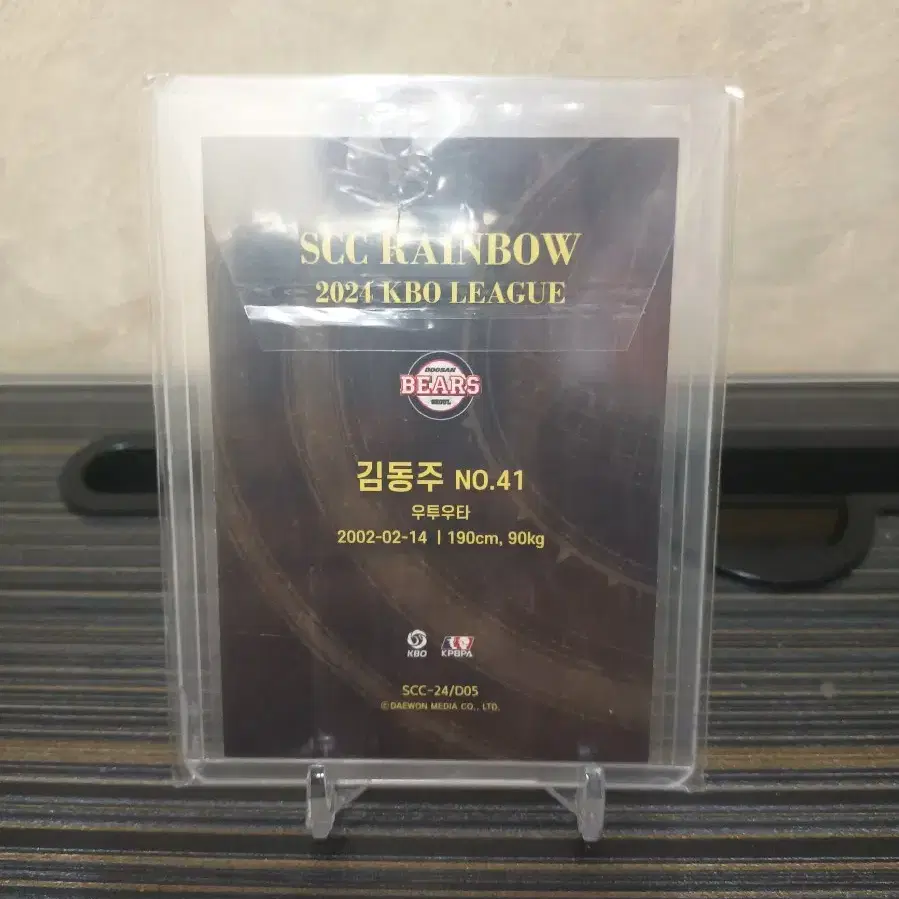 SCC RAINBOW
2024 KBO LEAGUE
DOOSAN
BEARS
SEOUL
김동주 NO.41
우투우타
2002-02-14 | 190cm, 90kg
KBO KPBPA
SCC-24/D05
©DAEWON MEDIA CO., LTD.